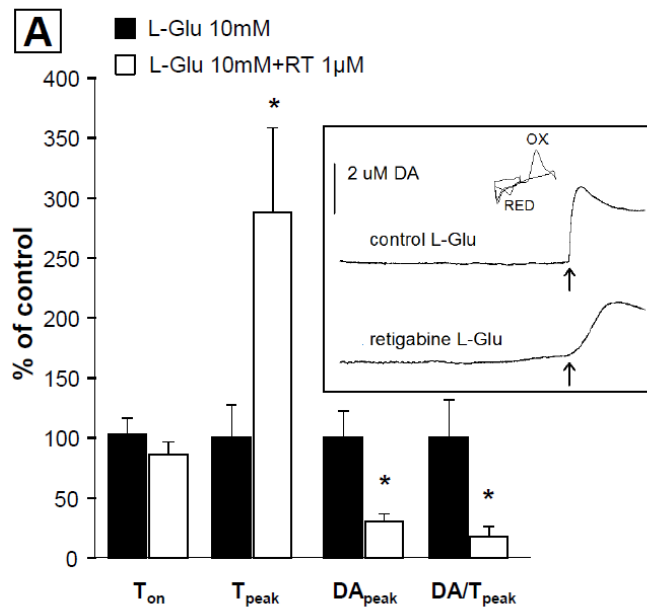 A
L-Glu 10mM
L-Glu 10mM+RT 1µM
400
350
300
250
200
150
100
50
0
% of control
*
*
*
OX
2 uM DA
RED
control L-Glu
retigabine L-Glu
Ton
Tpeak
DApeak
DA/Tpeak